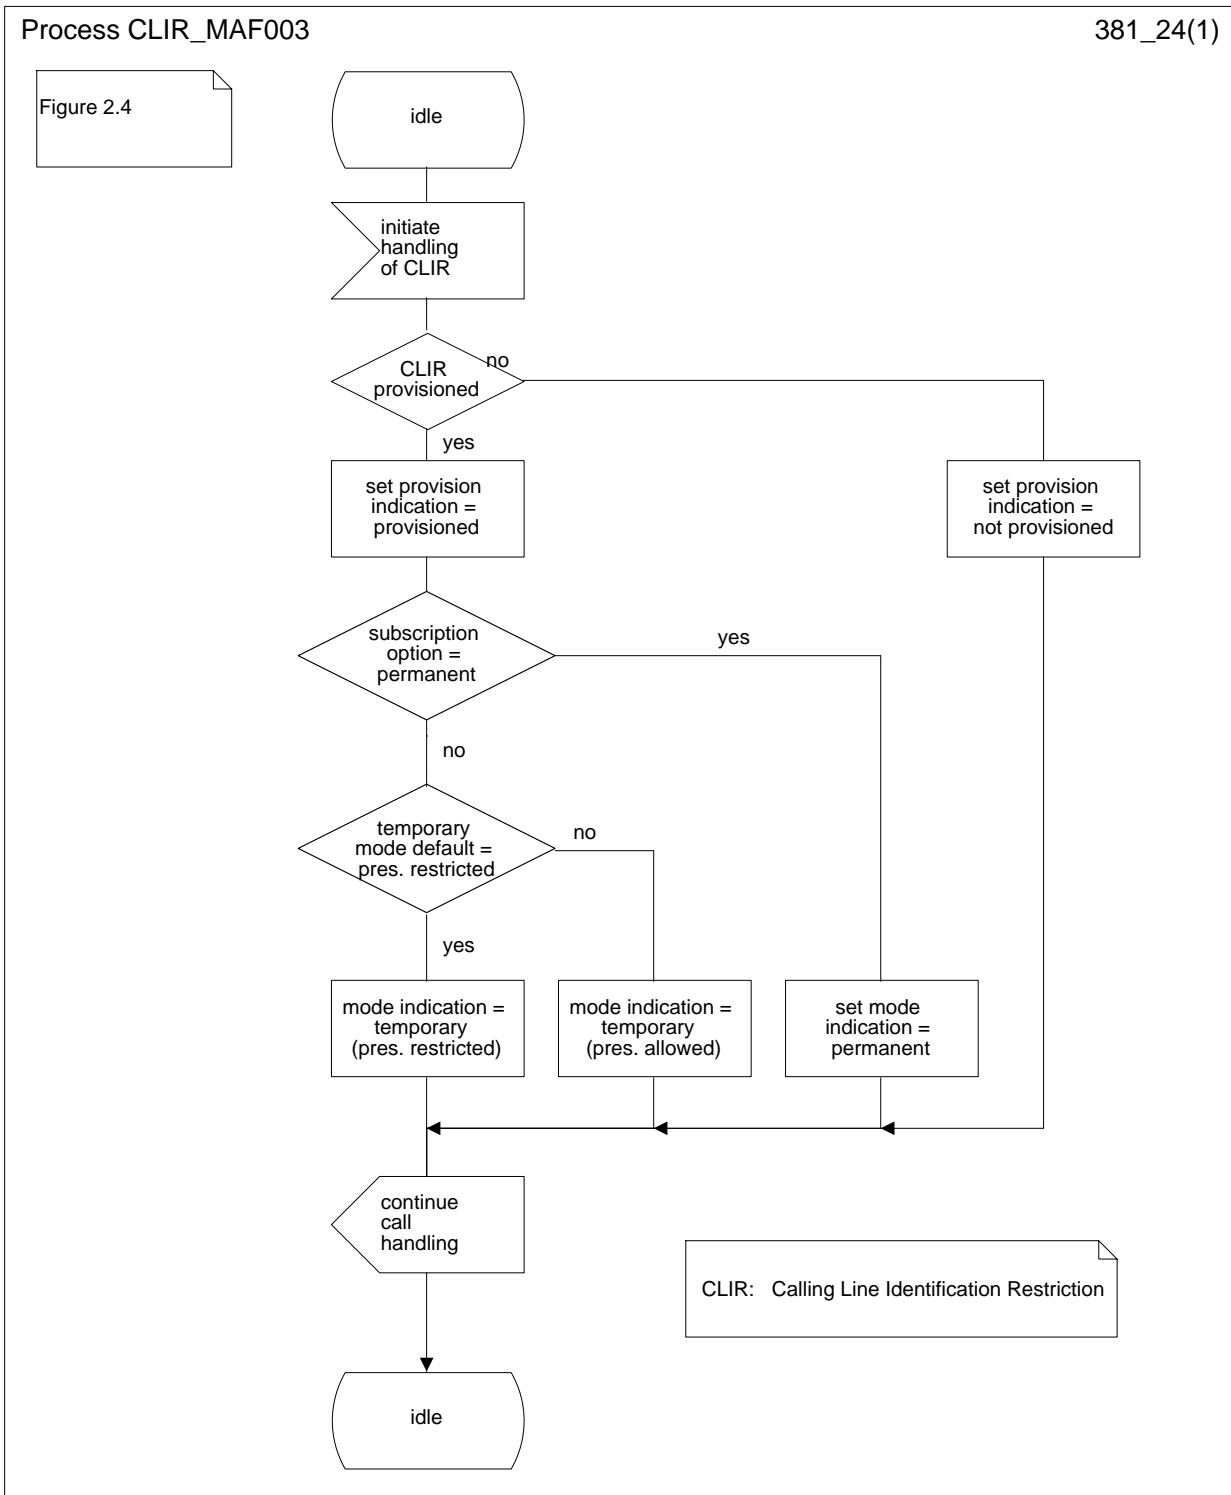 Process CLIR_MAF003
381_24(1)
Figure 2.4
idle
initiate
handling
of CLIR
CLIR
provisioned
no
yes
set provision
indication =
provisioned
set provision
indication =
not provisioned
subscription
option =
permanent
yes
no
temporary
mode default =
pres. restricted
no
yes
mode indication =
temporary
(pres. restricted)
mode indication =
temporary
(pres. allowed)
set mode
indication =
permanent
continue
call
handling
CLIR: Calling Line Identification Restriction
idle